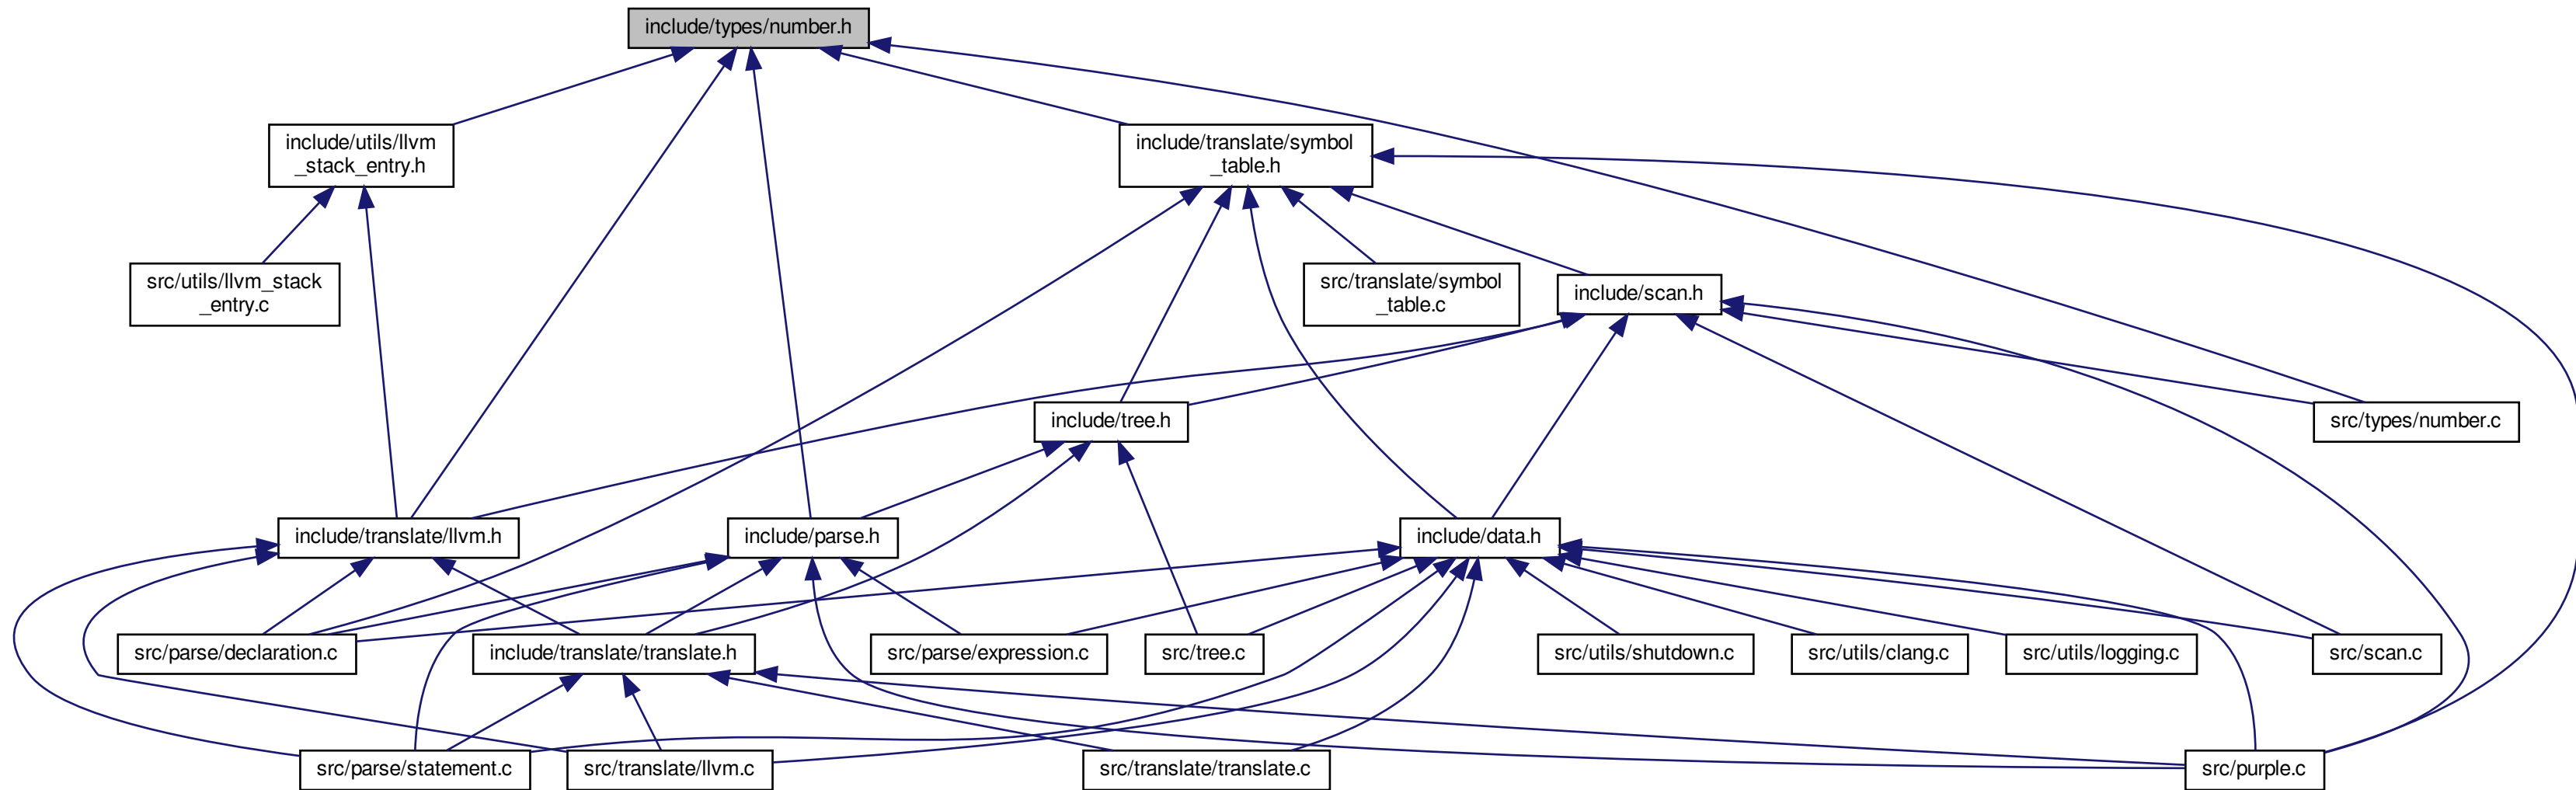 include/types/number.h
include/utils/llvm
_stack_entry.h
include/translate/symbol
_table.h
src/utils/llvm_stack
_entry.c
src/translate/symbol
_table.c
include/scan.h
include/tree.h
src/types/number.c
include/translate/llvm.h
include/parse.h
include/data.h
src/parse/declaration.c
include/translate/translate.h
src/parse/expression.c
src/tree.c
src/utils/shutdown.c
src/utils/clang.c
src/utils/logging.c
src/scan.c
src/parse/statement.c
src/translate/llvm.c
src/translate/translate.c
src/purple.c